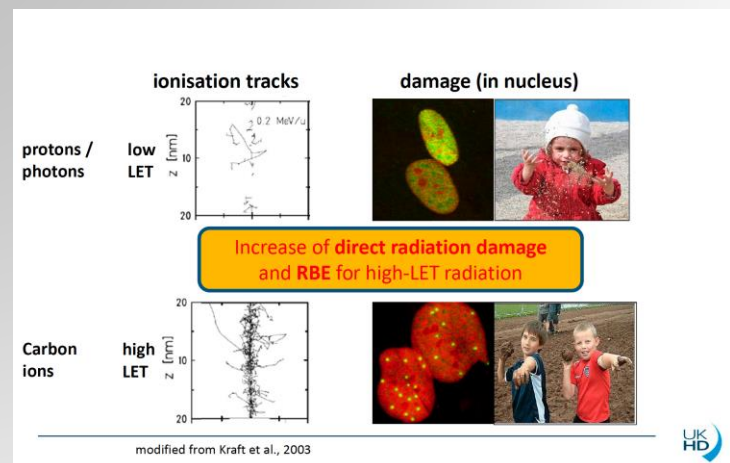 ionisation tracks
damage (in nucleus)
protons / photons
low LET
20
0.2 MeV/u
z [nm]
10
20
Increase of direct radiation damage
and RBE for high-LET radiation
Carbon ions
high LET
20
z [nm]
10
20
modified from Kraft et al., 2003
UK
HD